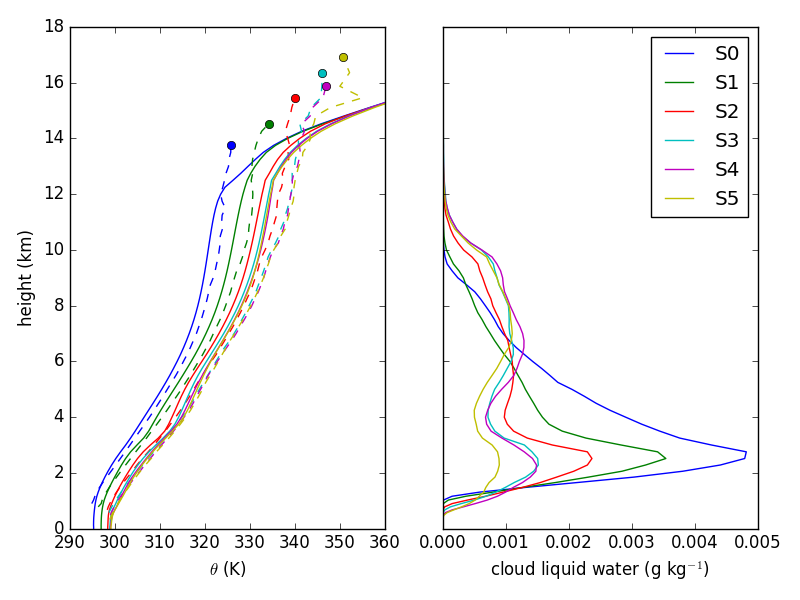 18
16
14
12
10
8
6
4
2
0
height (km)
290 300 310 320 330 340 350 360
θ (K)
S0
S1
S2
S3
S4
S5
0.000 0.001 0.002 0.003 0.004 0.005
cloud liquid water (g kg⁻¹)